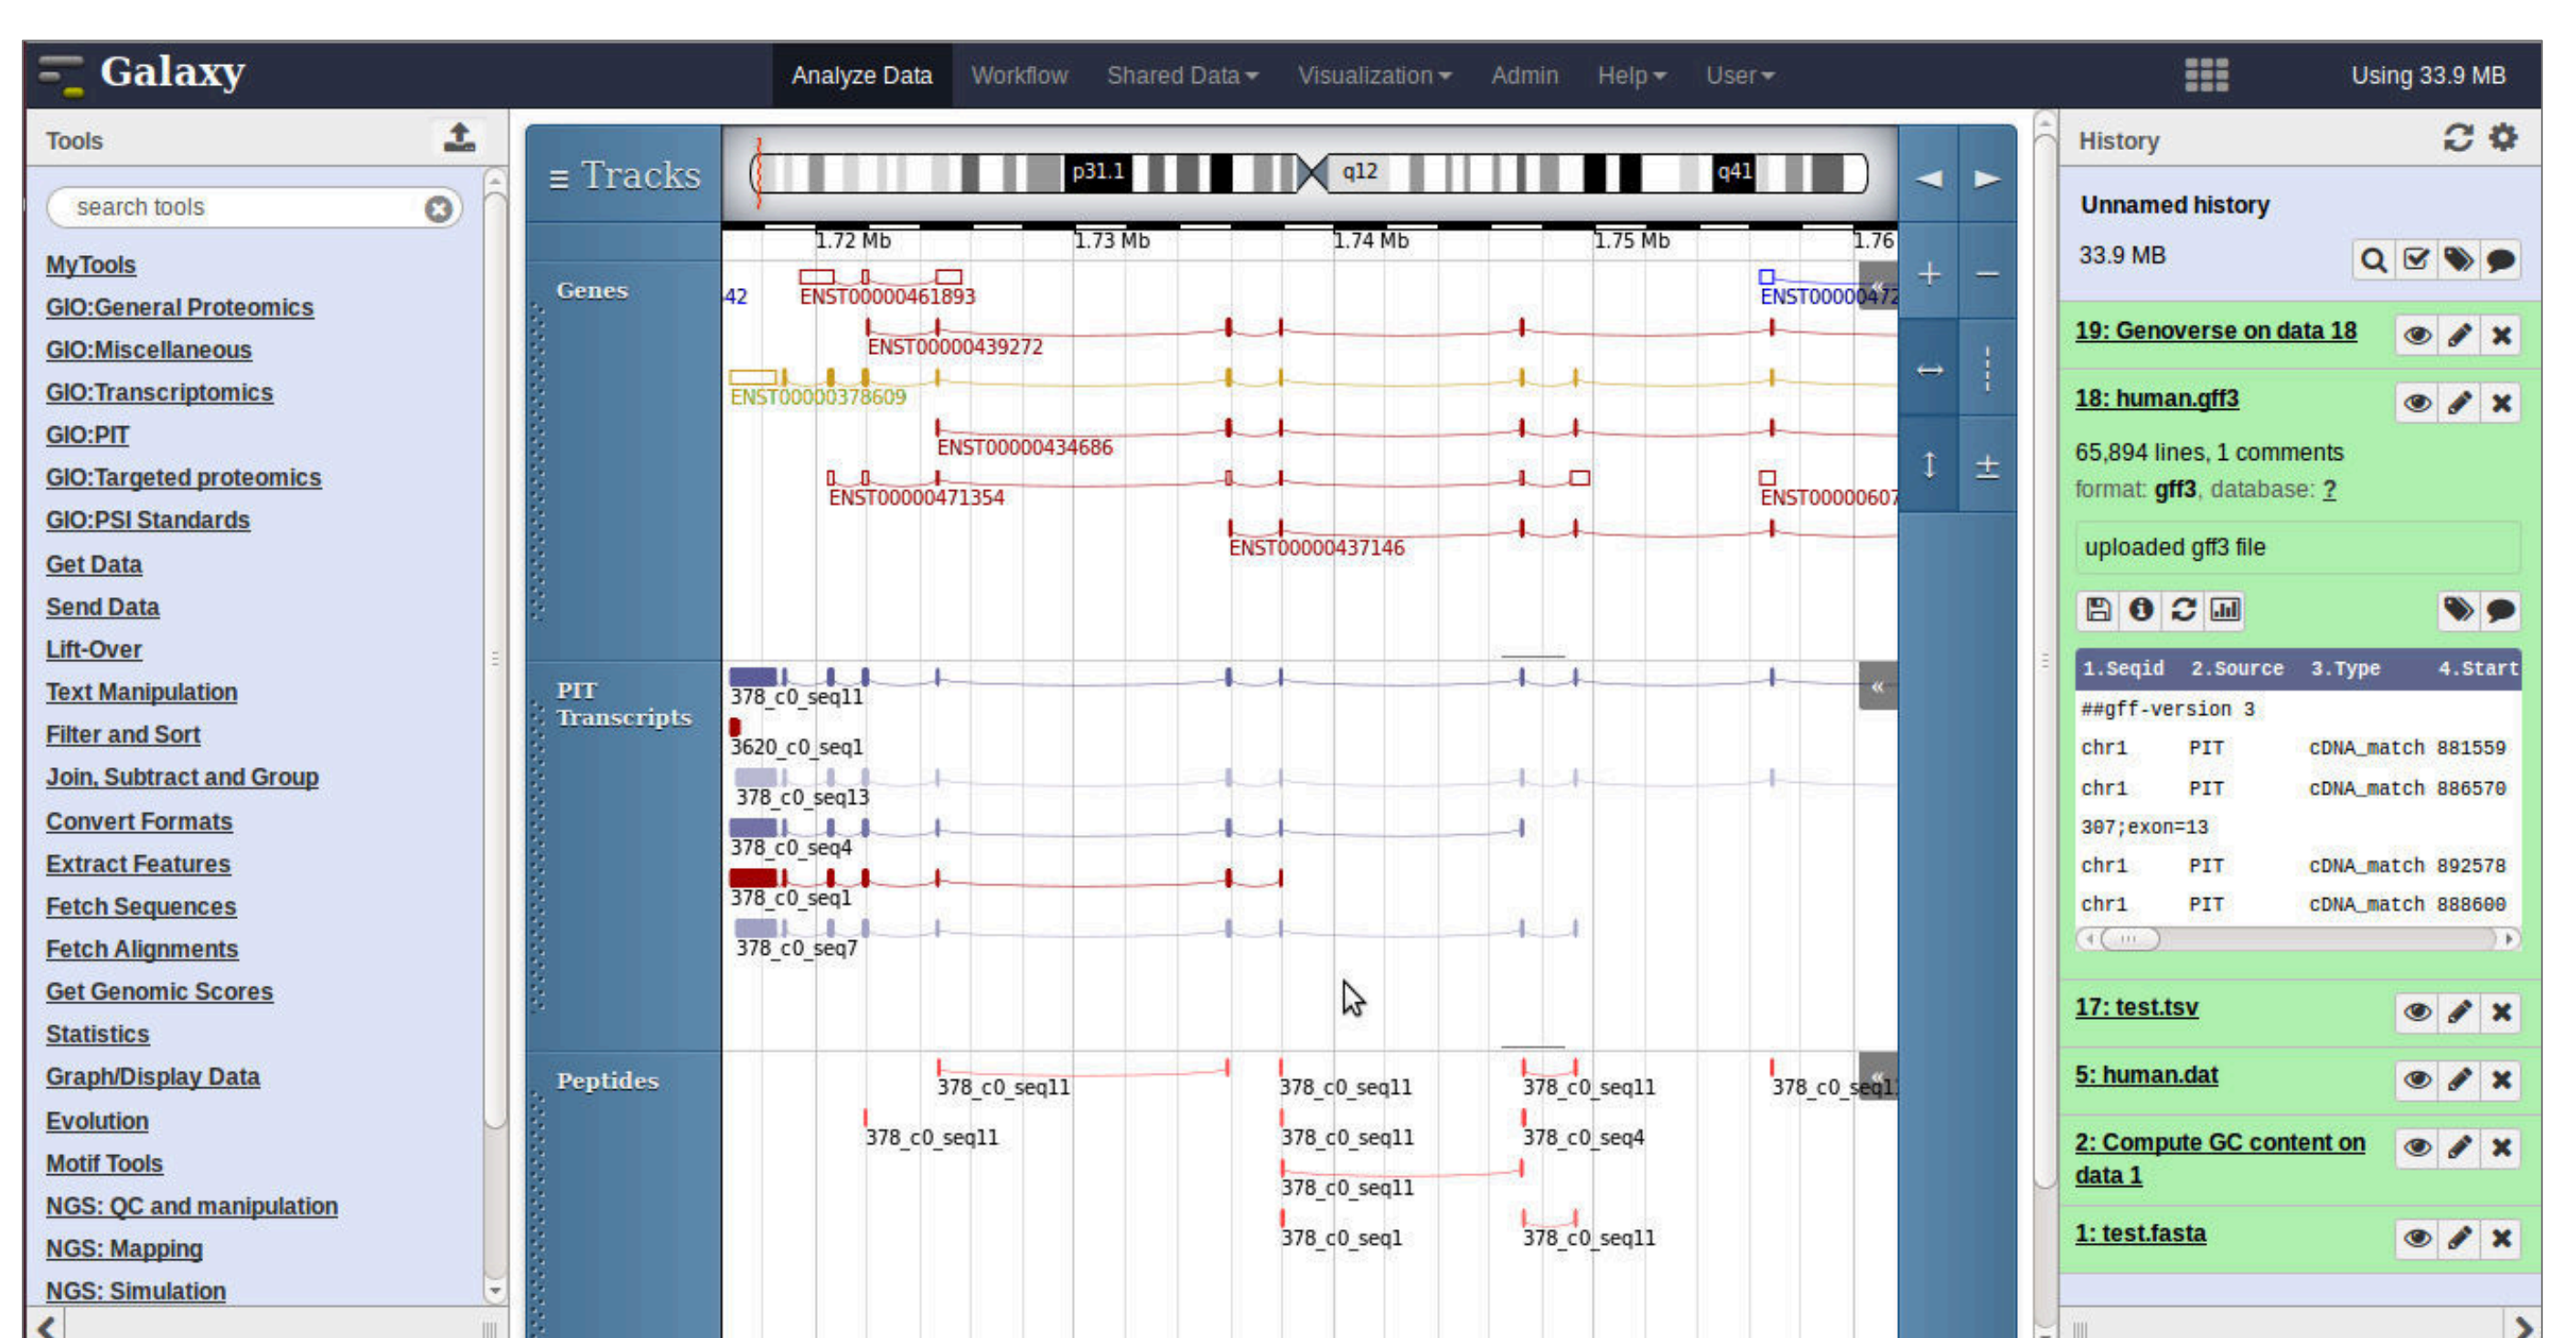 Galaxy
Analyze Data Workflow Shared Data Visualization Admin Help User
Using 33.9 MB
Tools
search tools
MyTools
GIO:General Proteomics
GIO:Miscellaneous
GIO:Transcriptomics
GIO:PIT
GIO:Targeted proteomics
GIO:PSI Standards
Get Data
Send Data
Lift-Over
Text Manipulation
Filter and Sort
Join, Subtract and Group
Convert Formats
Extract Features
Fetch Sequences
Fetch Alignments
Get Genomic Scores
Statistics
Graph/Display Data
Evolution
Motif Tools
NGS: QC and manipulation
NGS: Mapping
NGS: Simulation
≡ Tracks
p31.1 q12 q41
1.72 Mb 1.73 Mb 1.74 Mb 1.75 Mb 1.76
Genes
42 ENST00000461893 ENST00000472
ENST00000439272
ENST00000378609
ENST00000434686
ENST00000471354 ENST00000607
ENST00000437146
PIT
Transcripts
378_c0_seq11
3620_c0_seq1
378_c0_seq13
378_c0_seq4
378_c0_seq1
378_c0_seq7
Peptides
378_c0_seq11 378_c0_seq11 378_c0_seq11 378_c0_seq1
378_c0_seq11 378_c0_seq11 378_c0_seq4
378_c0_seq11
378_c0_seq1 378_c0_seq11
History
Unnamed history
33.9 MB
19: Genoverse on data 18
18: human.gff3
65,894 lines, 1 comments
format: gff3, database: ?
uploaded gff3 file
1.Seqid 2.Source 3.Type 4.Start
##gff-version 3
chr1 PIT cDNA_match 881559
chr1 PIT cDNA_match 886570
307;exon=13
chr1 PIT cDNA_match 892578
chr1 PIT cDNA_match 888600
17: test.tsv
5: human.dat
2: Compute GC content on
data 1
1: test.fasta